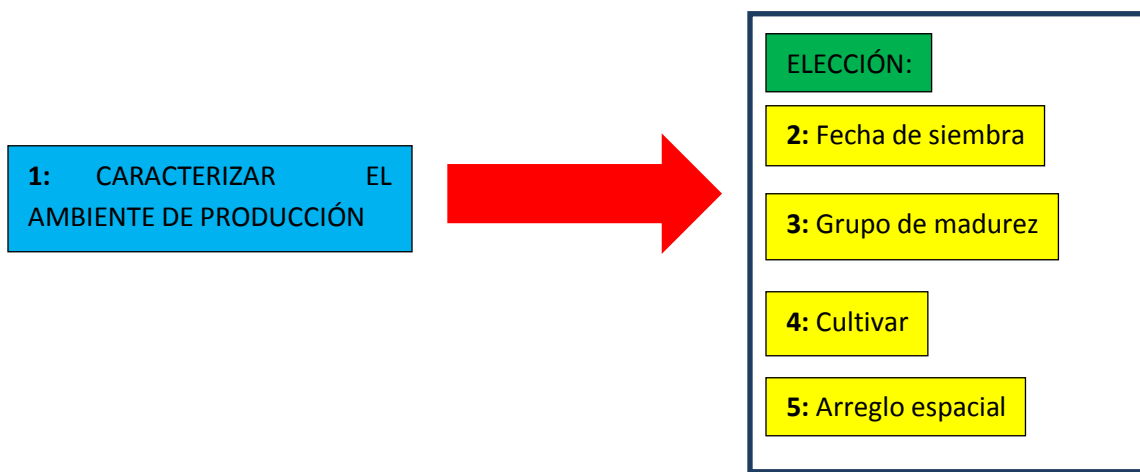 1: CARACTERIZAR EL
AMBIENTE DE PRODUCCIÓN
ELECCIÓN:
2: Fecha de siembra
3: Grupo de madurez
4: Cultivar
5: Arreglo espacial